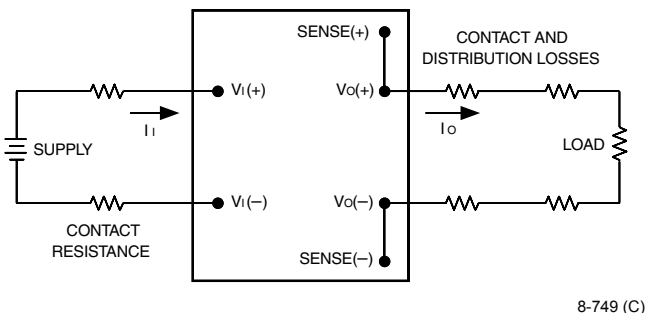 SENSE(+)
CONTACT AND
DISTRIBUTION LOSSES
VI(+)
VO(+)
II
IO
SUPPLY
LOAD
VI(–)
VO(–)
CONTACT
RESISTANCE
SENSE(–)
8-749 (C)